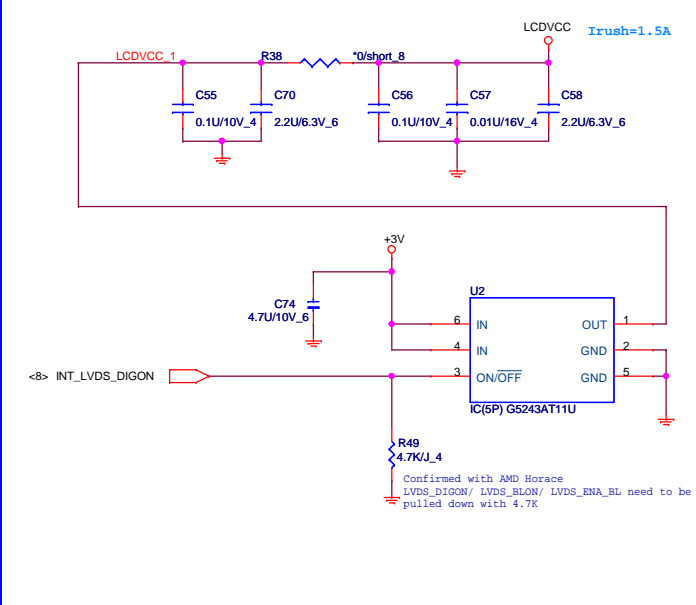 LCDVCC
Irush=1.5A
LCDVCC_1
R38
*0/short_8
C55
C70
C56
C57
C58
0.1U/10V_4
2.2U/6.3V_6
0.1U/10V_4
0.01U/16V_4
2.2U/6.3V_6
+3V
U2
C74
4.7U/10V_6
6
IN
OUT
1
4
IN
GND
2
<8> INT_LVDS_DIGON
3
ON/OFF
GND
5
IC(5P) G5243AT11U
R49
4.7K/J_4
Confirmed with AMD Horace
LVDS_DIGON/ LVDS_BLON/ LVDS_ENA_BL need to be
pulled down with 4.7K